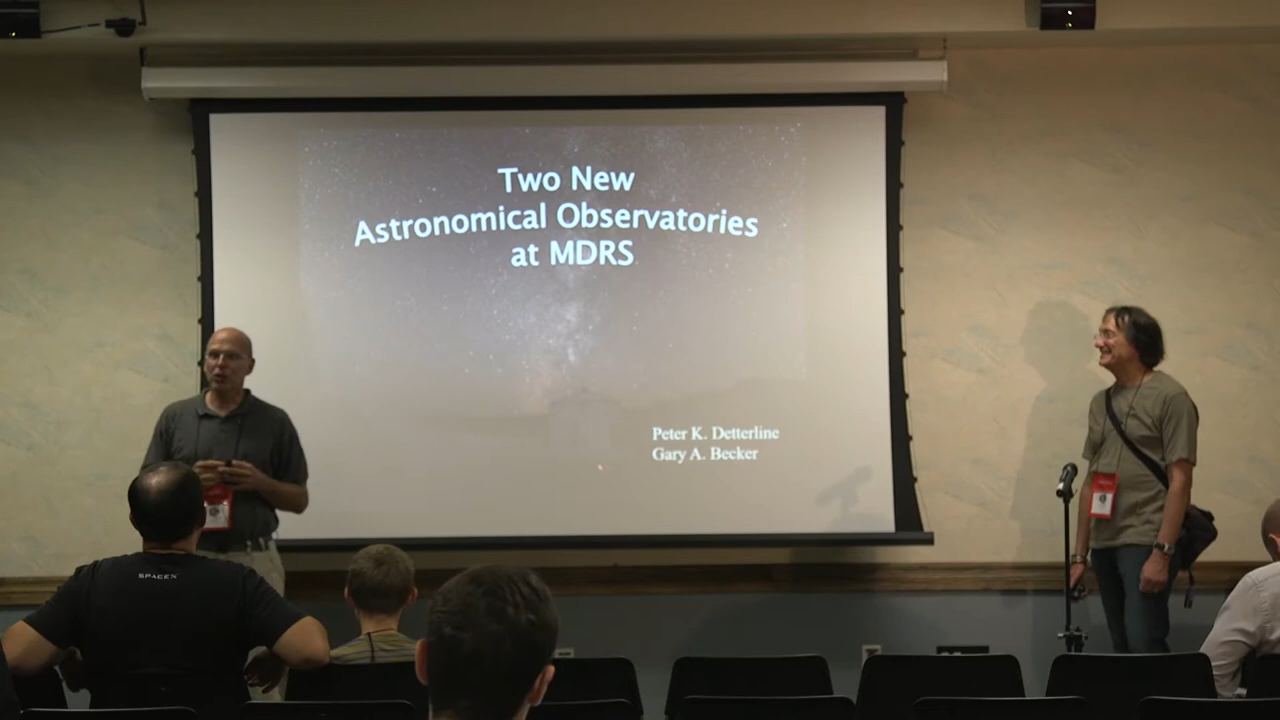 Two New
Astronomical Observatories
at MDRS
Peter K. Detterline
Gary A. Becker
SPACEX